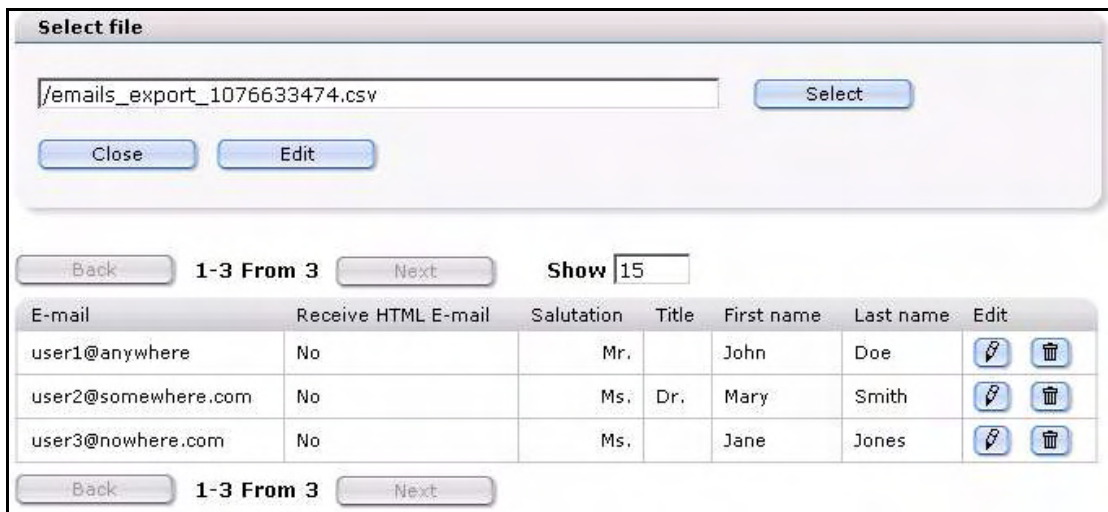 Select file
/emails_export_1076633474.csv Select
Close Edit
Back 1-3 From 3 Next Show 15
E-mail Receive HTML E-mail Salutation Title First name Last name Edit
user1@anywhere No Mr. John Doe
user2@somewhere.com No Ms. Dr. Mary Smith
user3@nowhere.com No Ms. Jane Jones
Back 1-3 From 3 Next